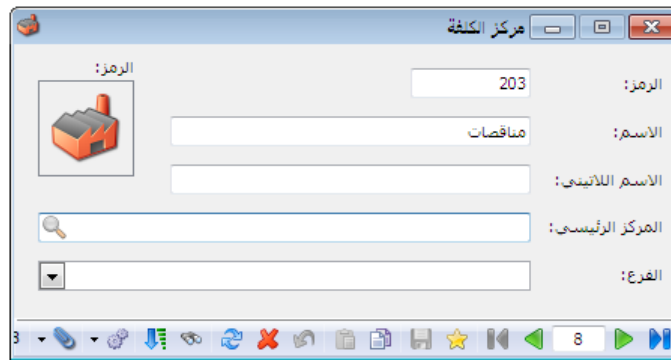 مركز الكلفة
الرمز: 203
الرمز:
الاسم: مناقصات
الاسم اللاتيني:
المركز الرئيسي:
الفرع:
8